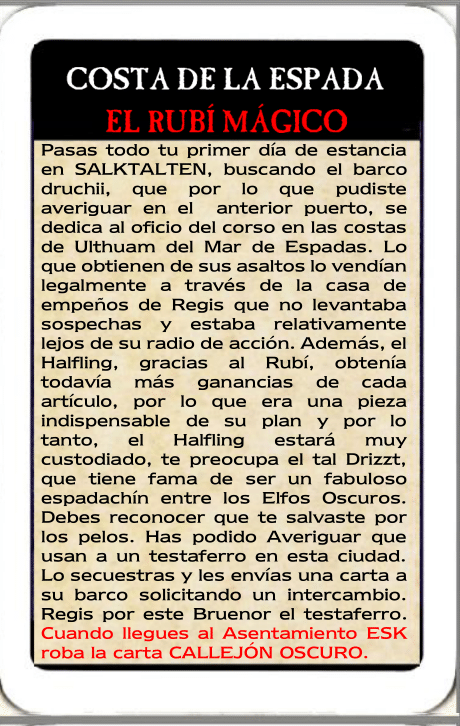 COSTA DE LA ESPADA
EL RUBÍ MÁGICO
Pasas todo tu primer día de estancia
en SALKTALTEN, buscando el barco
druchii, que por lo que pudiste
averiguar en el anterior puerto, se
dedica al oficio del corso en las costas
de Ulthuam del Mar de Espadas. Lo
que obtienen de sus asaltos lo vendían
legalmente a través de la casa de
empeños de Regis que no levantaba
sospechas y estaba relativamente
lejos de su radio de acción. Además, el
Halfling, gracias al Rubí, obtenía
todavía más ganancias de cada
artículo, por lo que era una pieza
indispensable de su plan y por lo
tanto, el Halfling estará muy
custodiado, te preocupa el tal Drizzt,
que tiene fama de ser un fabuloso
espadachín entre los Elfos Oscuros.
Debes reconocer que te salvaste por
los pelos. Has podido Averiguar que
usan a un testaferro en esta ciudad.
Lo secuestras y les envías una carta a
su barco solicitando un intercambio.
Regis por este Bruenor el testaferro.
Cuando llegues al Asentamiento ESK
roba la carta CALLEJÓN OSCURO.